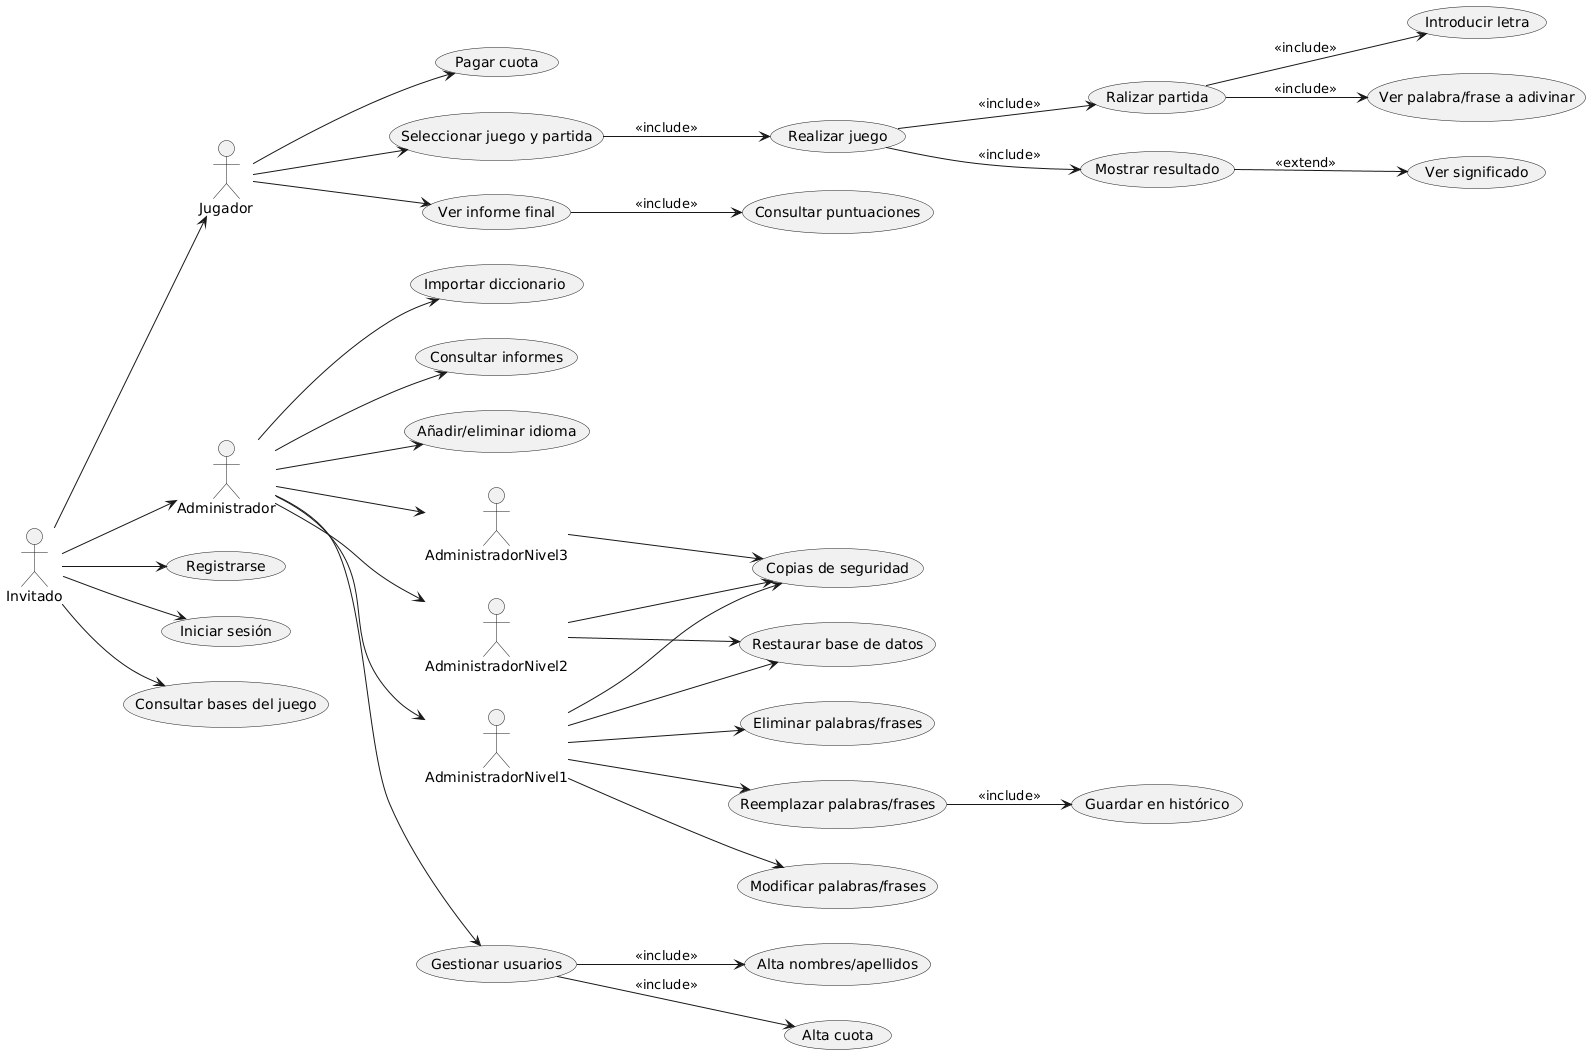 Introducir letra
«include»
Pagar cuota
«include»
Ralizar partida
Ver palabra/frase a adivinar
«include»
Seleccionar juego y partida
«include»
Realizar juego
«include»
Mostrar resultado
«extend»
Ver significado
Jugador
Ver informe final
«include»
Consultar puntuaciones
Importar diccionario
Consultar informes
Añadir/eliminar idioma
Administrador
AdministradorNivel3
Registrarse
Copias de seguridad
Invitado
Iniciar sesión
Restaurar base de datos
AdministradorNivel2
Consultar bases del juego
Eliminar palabras/frases
AdministradorNivel1
Reemplazar palabras/frases
«include»
Guardar en histórico
Modificar palabras/frases
Gestionar usuarios
«include»
Alta nombres/apellidos
«include»
Alta cuota